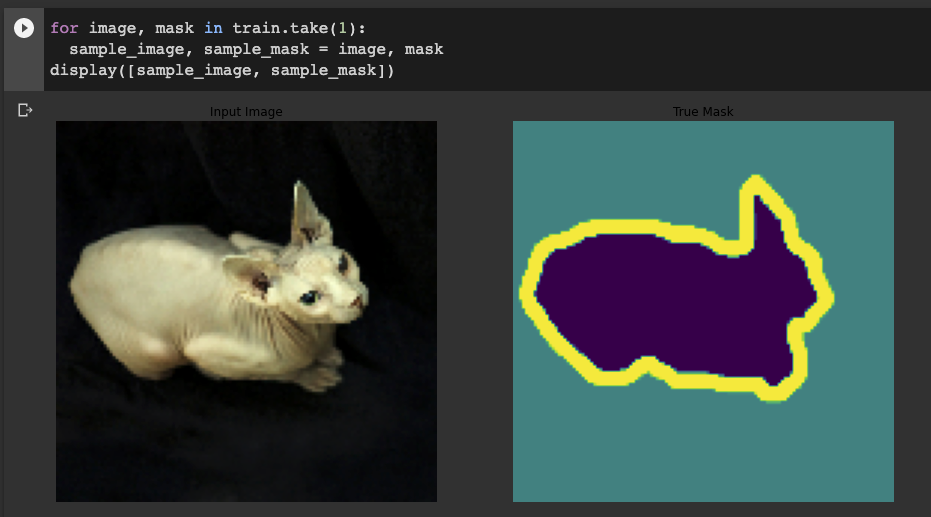 for image, mask in train.take(1):
  sample_image, sample_mask = image, mask
display([sample_image, sample_mask])
Input Image
True Mask